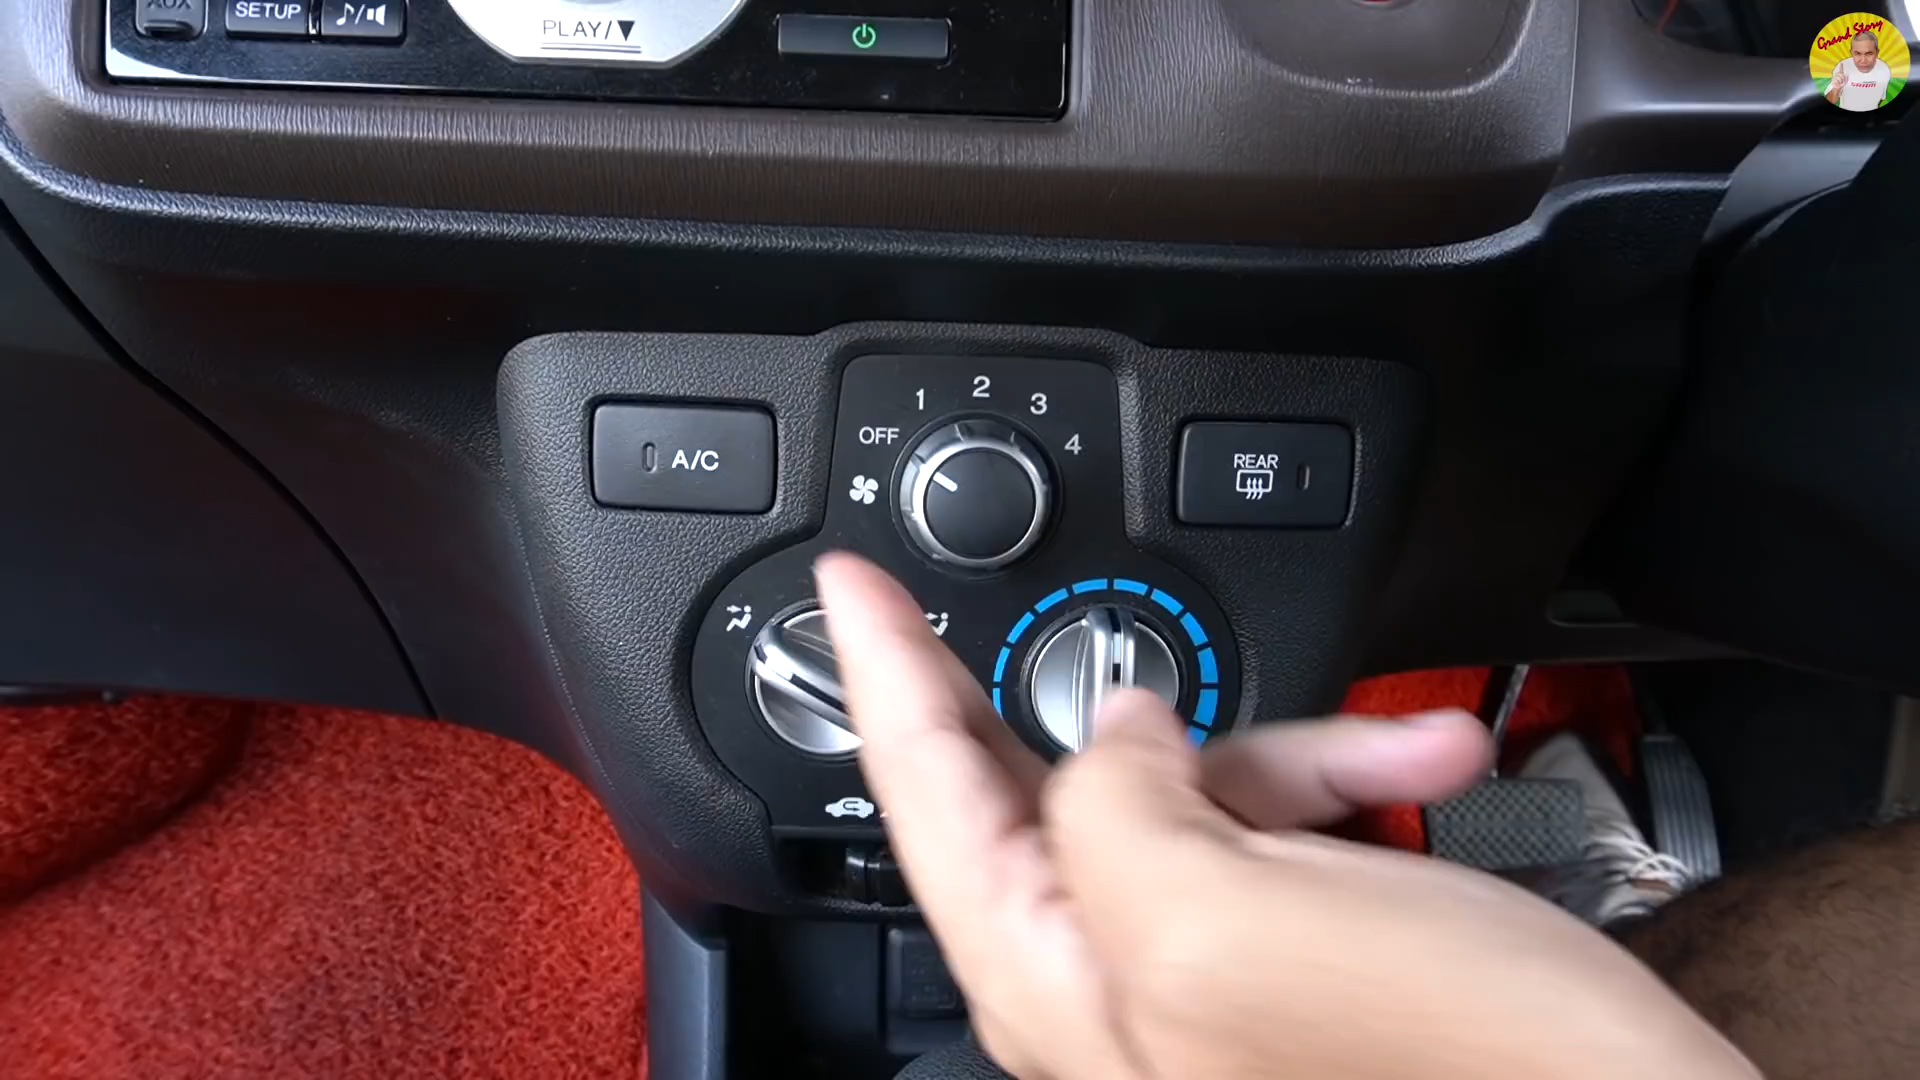 AUX
SETUP
PLAY/▼
Grand Story
1
2
3
4
OFF
A/C
REAR